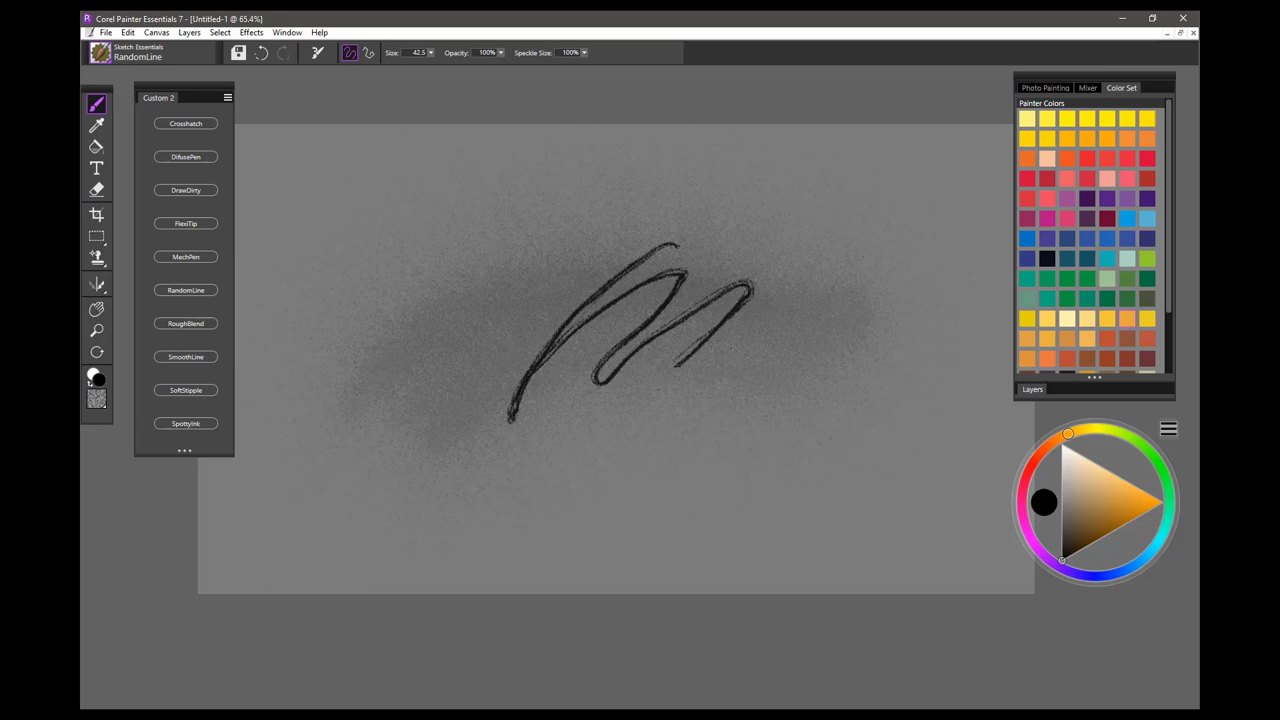 Corel Painter Essentials 7 - [Untitled-1 @ 65.4%]
File Edit Canvas Layers Select Effects Window Help
Sketch Essentials
RandomLine
Size: 42.5 Opacity: 100% Speckle Size: 100%
Custom 2
Crosshatch
DifusePen
DrawDirty
FlexiTip
MechPen
RandomLine
RoughBlend
SmoothLine
SoftStipple
SpottyInk
Photo Painting Mixer Color Set
Painter Colors
Layers